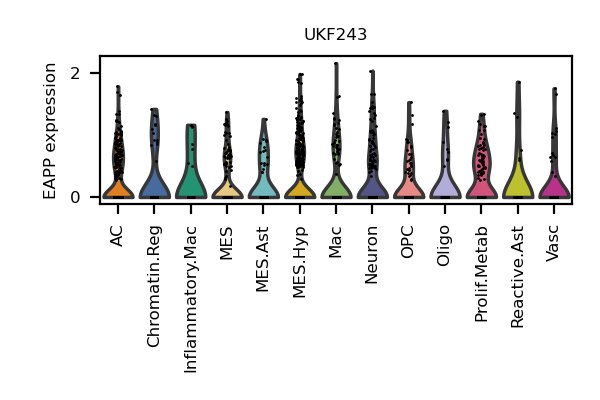 UKF243
EAPP expression
2
0
AC
Chromatin.Reg
Inflammatory.Mac
MES
MES.Ast
MES.Hyp
Mac
Neuron
OPC
Oligo
Prolif.Metab
Reactive.Ast
Vasc